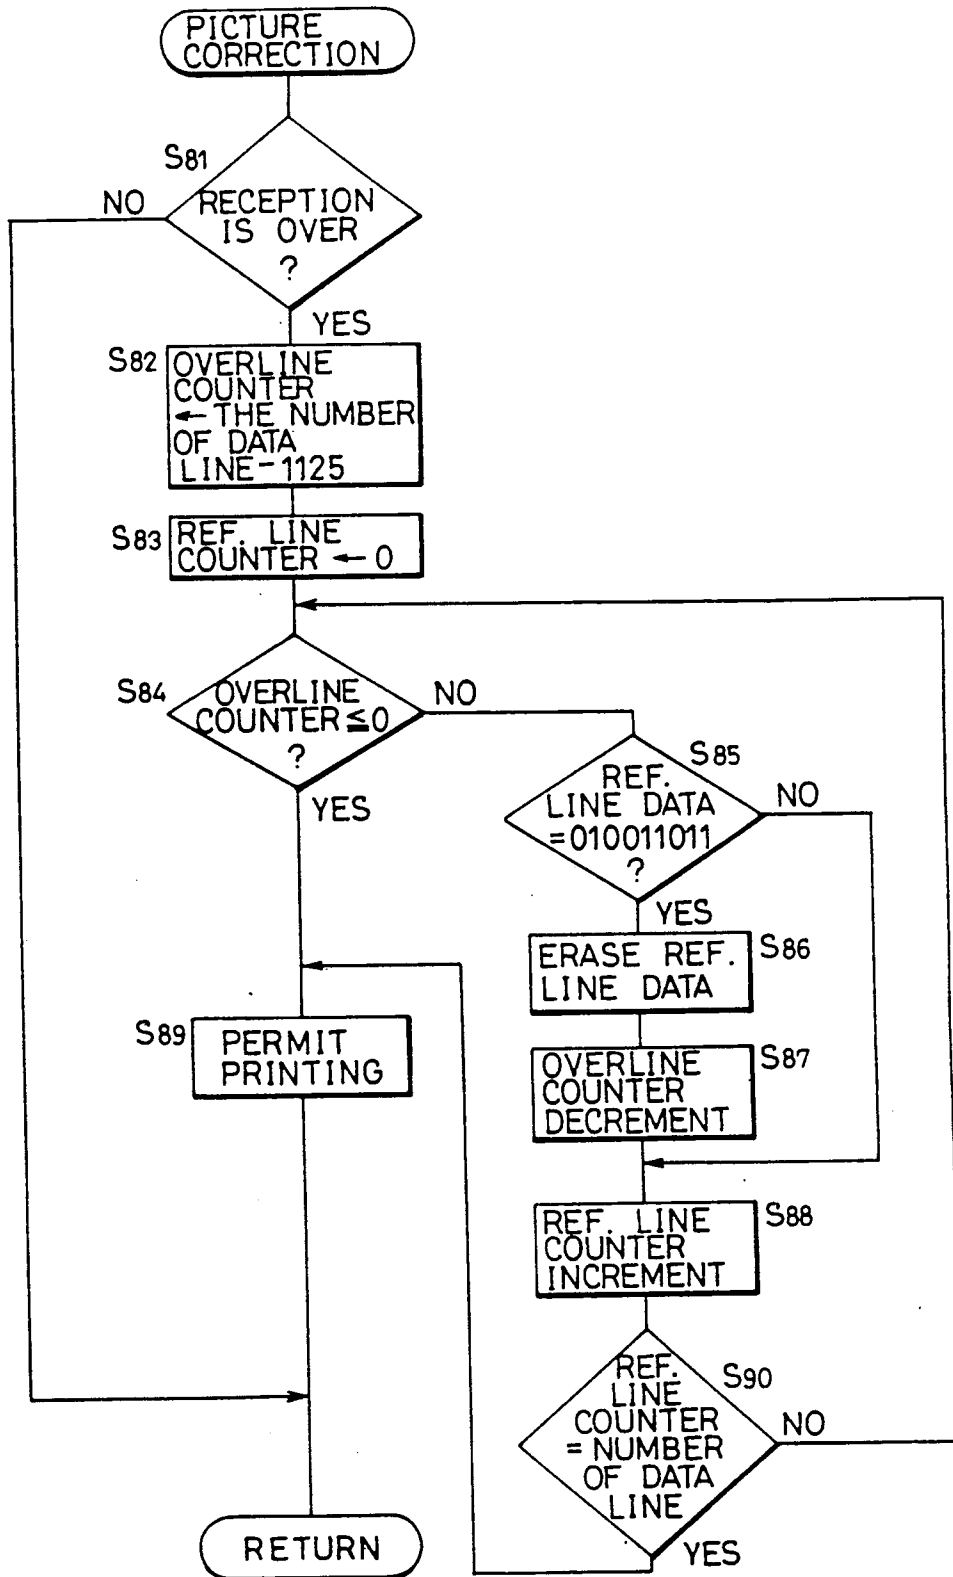 PICTURE
CORRECTION
S81
NO
RECEPTION
IS OVER
?
YES
S82
OVERLINE
COUNTER
← THE NUMBER
OF DATA
LINE-1125
S83
REF. LINE
COUNTER ← 0
S84
OVERLINE
COUNTER≦0
?
NO
YES
S85
REF.
LINE DATA
=010011011
?
NO
YES
S86
ERASE REF.
LINE DATA
S87
OVERLINE
COUNTER
DECREMENT
S88
REF. LINE
COUNTER
INCREMENT
S89
PERMIT
PRINTING
S90
REF.
LINE
COUNTER
=NUMBER
OF DATA
LINE
NO
YES
RETURN